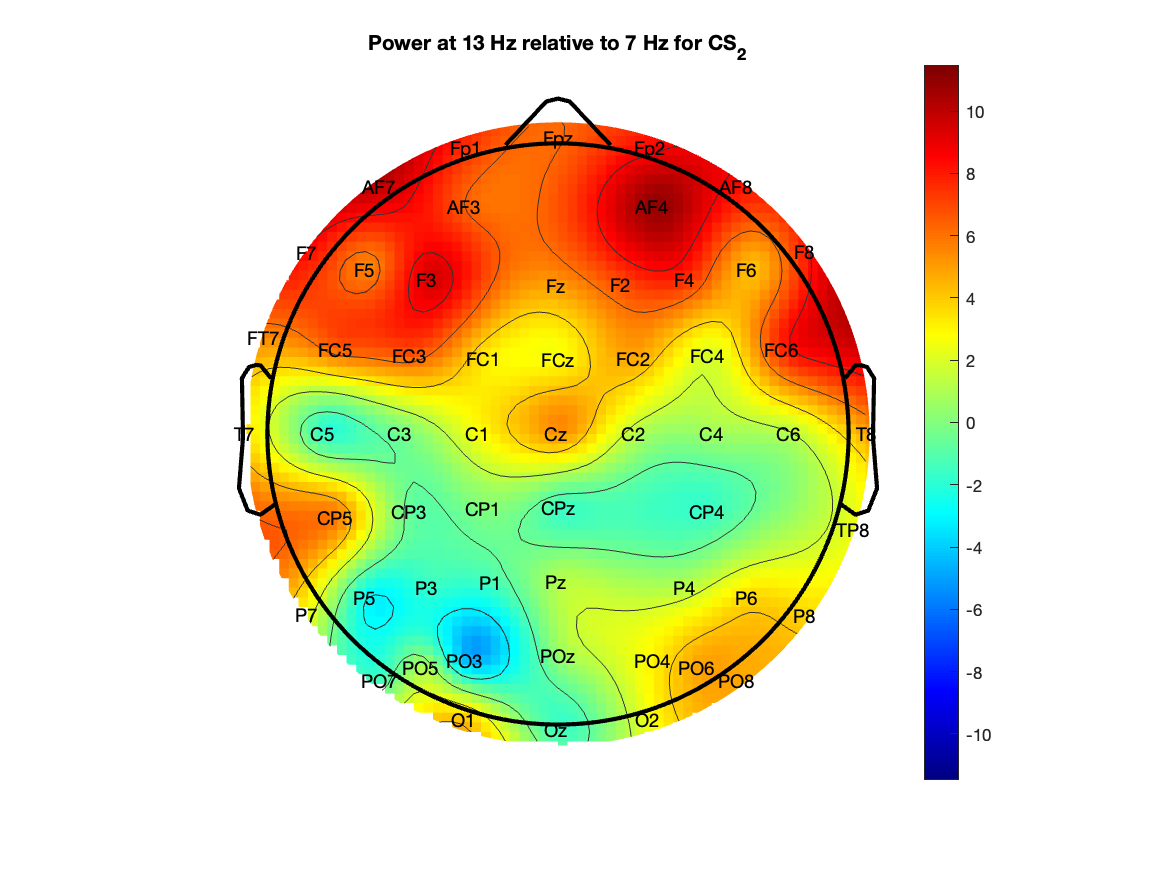 Power at 13 Hz relative to 7 Hz for CS2
Fpz
Fp1 Fp2
AF7 AF8
AF3 AF4
F7 F8
F5 F3 Fz F2 F4 F6
FT7
FC5 FC3 FC1 FCz FC2 FC4 FC6
T7 C5 C3 C1 Cz C2 C4 C6 T8
CP5 CP3 CP1 CPz CP4 TP8
P7 P5 P3 P1 Pz P4 P6 P8
PO7 PO5 PO3 POz PO4 PO6 PO8
O1 Oz O2
10
8
6
4
2
0
-2
-4
-6
-8
-10